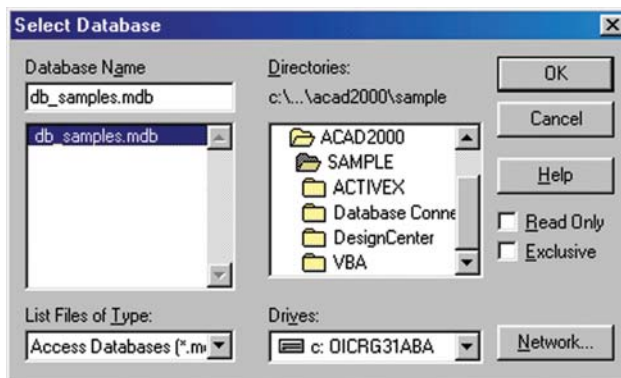 Select Database
Database Name
db_samples.mdb
db_samples.mdb
List Files of Type:
Access Databases (*.m
Directories:
c:\...\acad2000\sample
ACAD2000
SAMPLE
ACTIVEX
Database Conne
DesignCenter
VBA
Drives:
c: OICRG31ABA
OK
Cancel
Help
Read Only
Exclusive
Network...